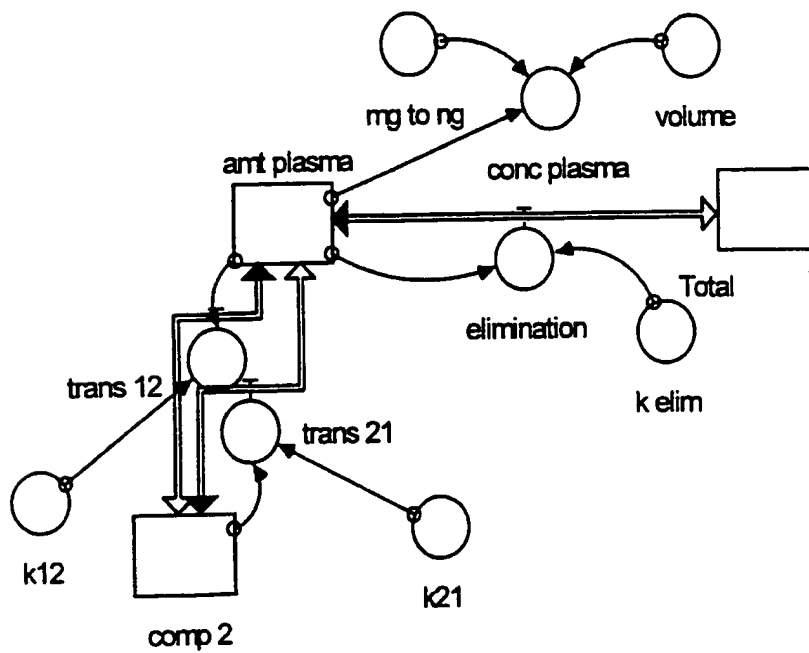 mg to ng
volume
amt plasma
conc plasma
Total
elimination
k elim
trans 12
trans 21
k12
k21
comp 2